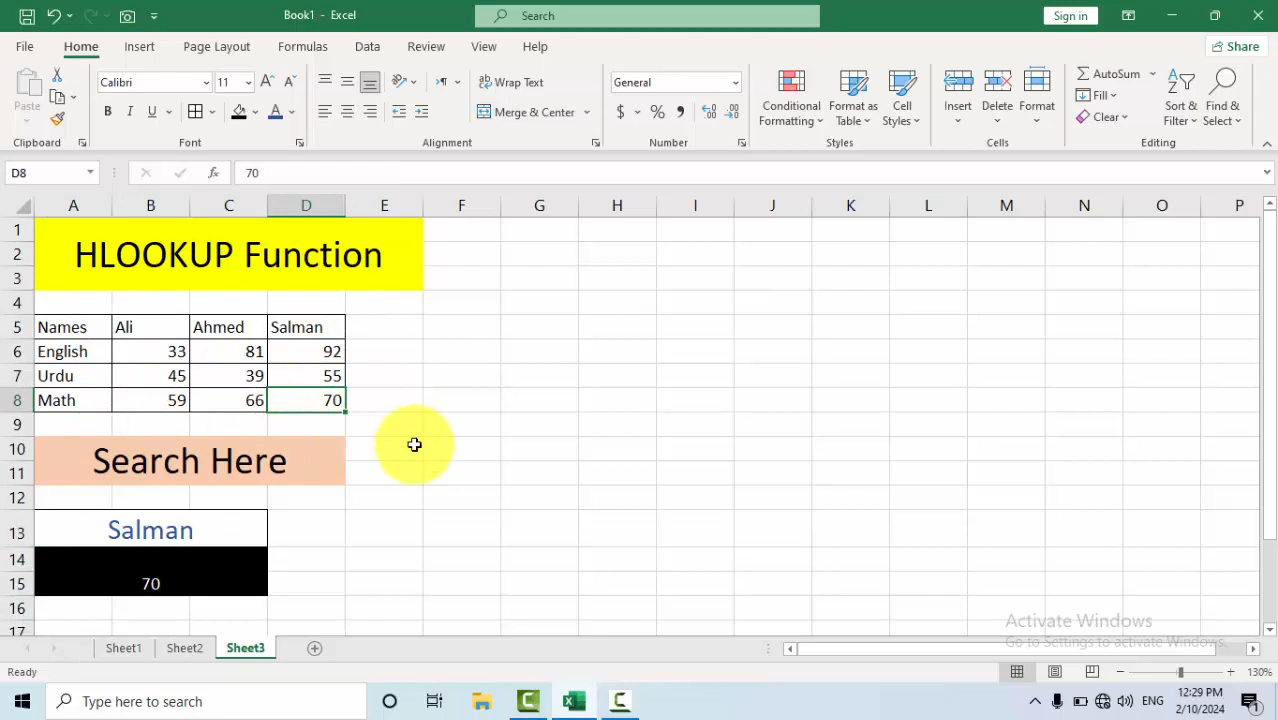 Book1 - Excel
Search
Sign in
File Home Insert Page Layout Formulas Data Review View Help
Share
Paste
Calibri 11
B I U
Wrap Text
Merge & Center
General
$ % ,
Conditional Formatting
Format as Table
Cell Styles
Insert Delete Format
AutoSum
Fill
Clear
Sort & Filter
Find & Select
Clipboard Font Alignment Number Styles Cells Editing
D8 fx 70
A B C D E F G H I J K L M N O P
1
2 HLOOKUP Function
3
4
5 Names Ali Ahmed Salman
6 English 33 81 92
7 Urdu 45 39 55
8 Math 59 66 70
9
10 Search Here
11
12
13 Salman
14
15 70
16
17
Activate Windows
Go to Settings to activate Windows.
Sheet1 Sheet2 Sheet3
Ready 130%
Type here to search
ENG
12:29 PM
2/10/2024